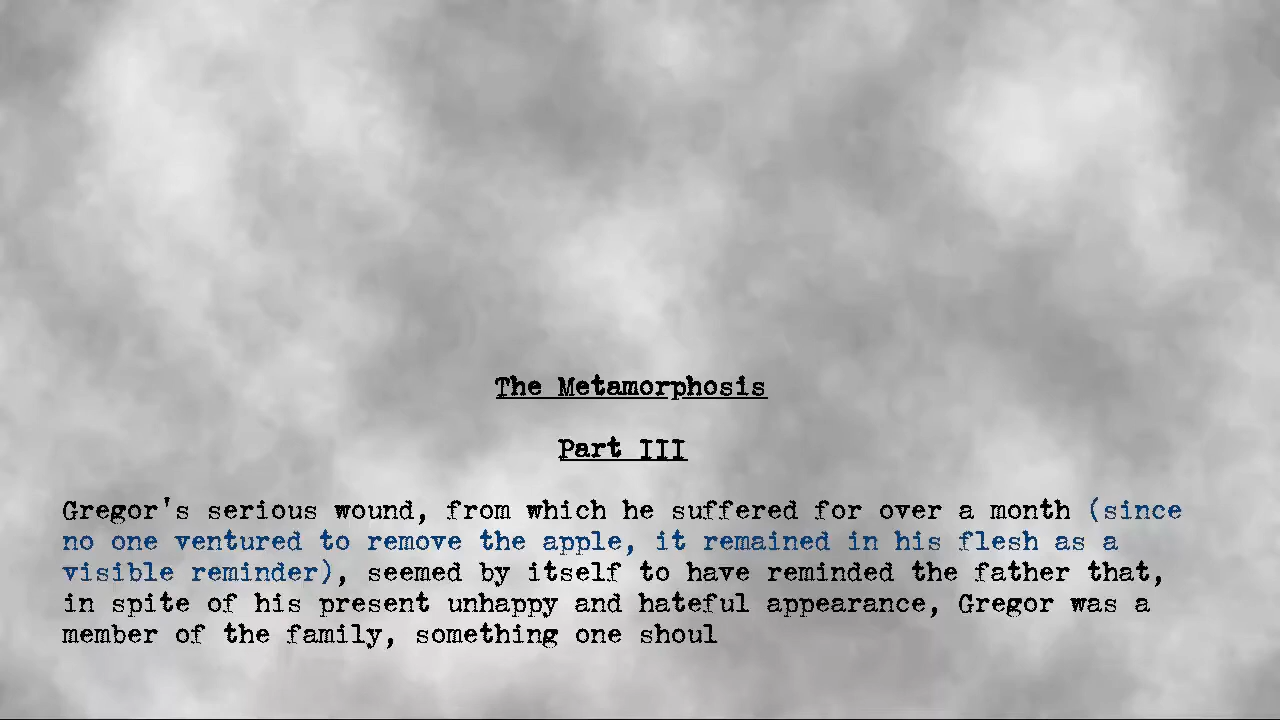 The Metamorphosis
Part III
Gregor's serious wound, from which he suffered for over a month (since
no one ventured to remove the apple, it remained in his flesh as a
visible reminder), seemed by itself to have reminded the father that,
in spite of his present unhappy and hateful appearance, Gregor was a
member of the family, something one shoul